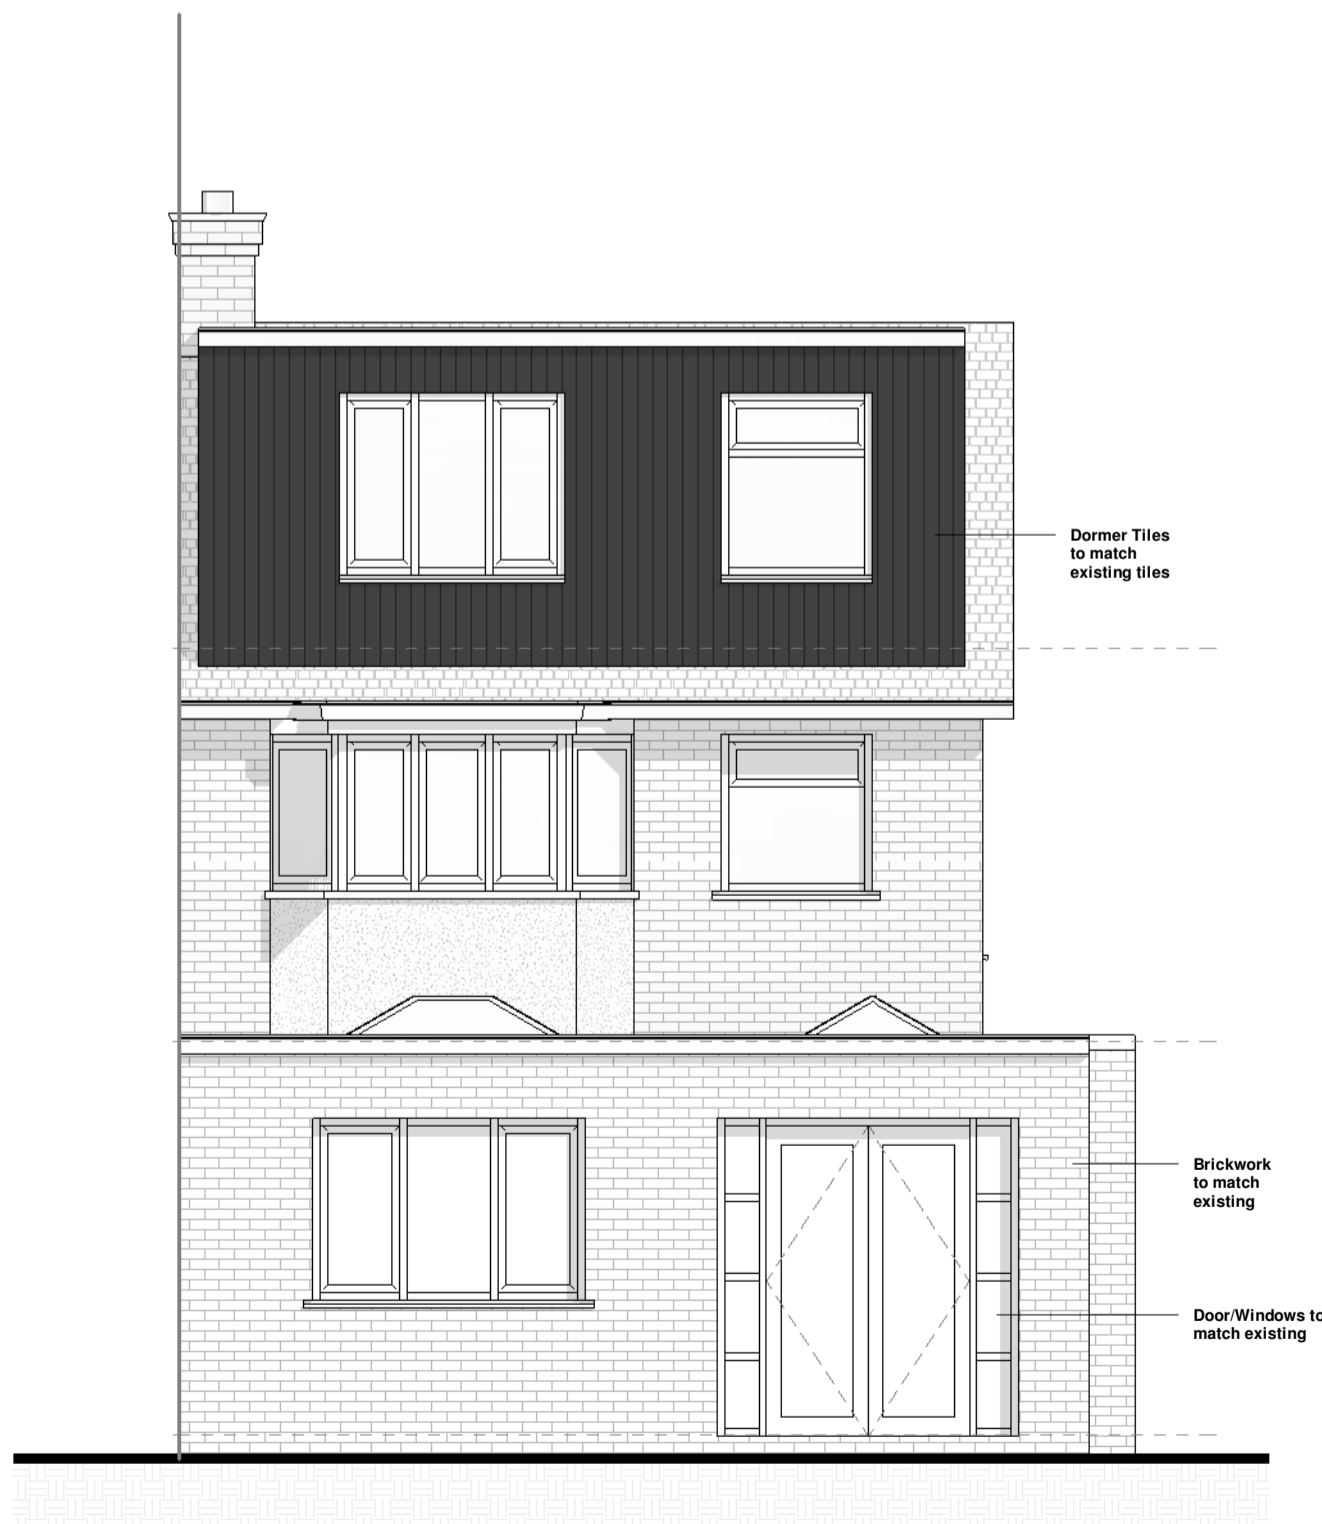 Dormer Tiles
to match
existing tiles
Brickwork
to match
existing
Door/Windows to
match existing